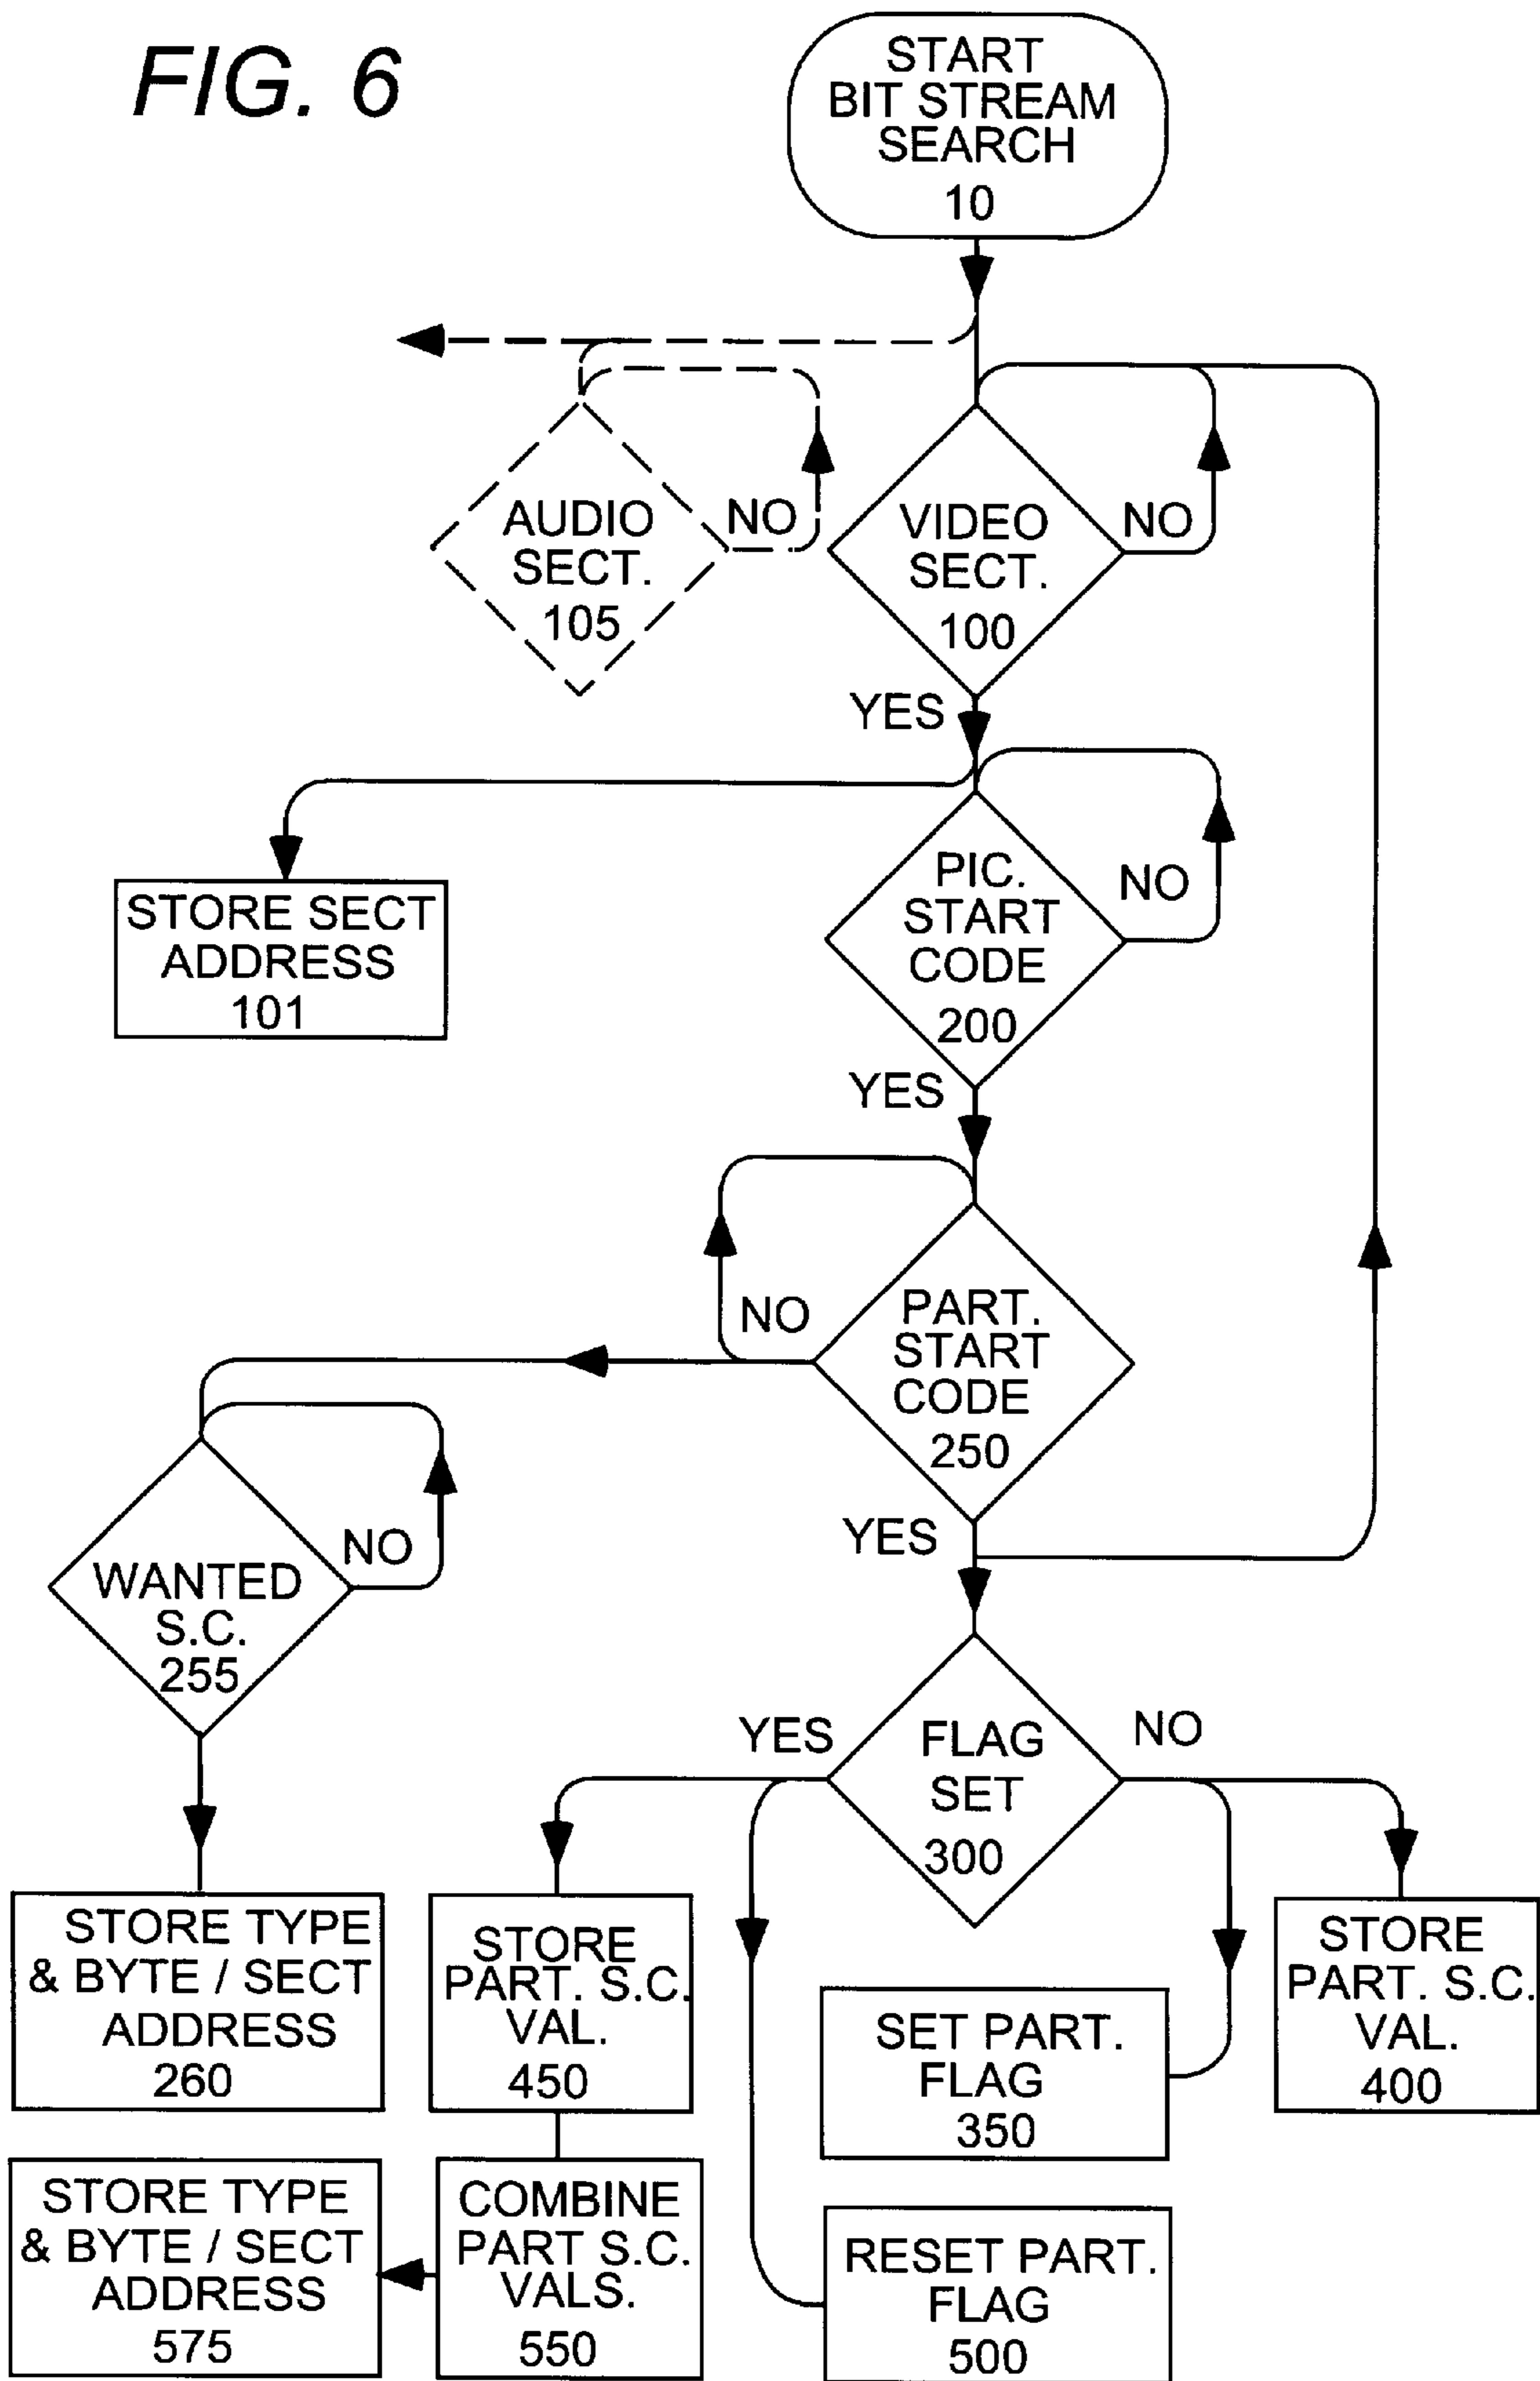 FIG. 6
START
BIT STREAM
SEARCH
10
AUDIO
SECT.
105
NO
VIDEO
SECT.
100
NO
YES
STORE SECT
ADDRESS
101
PIC.
START
CODE
200
NO
YES
PART.
START
CODE
250
NO
YES
WANTED
S.C.
255
NO
FLAG
SET
300
YES
NO
STORE TYPE
& BYTE / SECT
ADDRESS
260
STORE
PART. S.C.
VAL.
450
SET PART.
FLAG
350
STORE
PART. S.C.
VAL.
400
STORE TYPE
& BYTE / SECT
ADDRESS
575
COMBINE
PART S.C.
VALS.
550
RESET PART.
FLAG
500